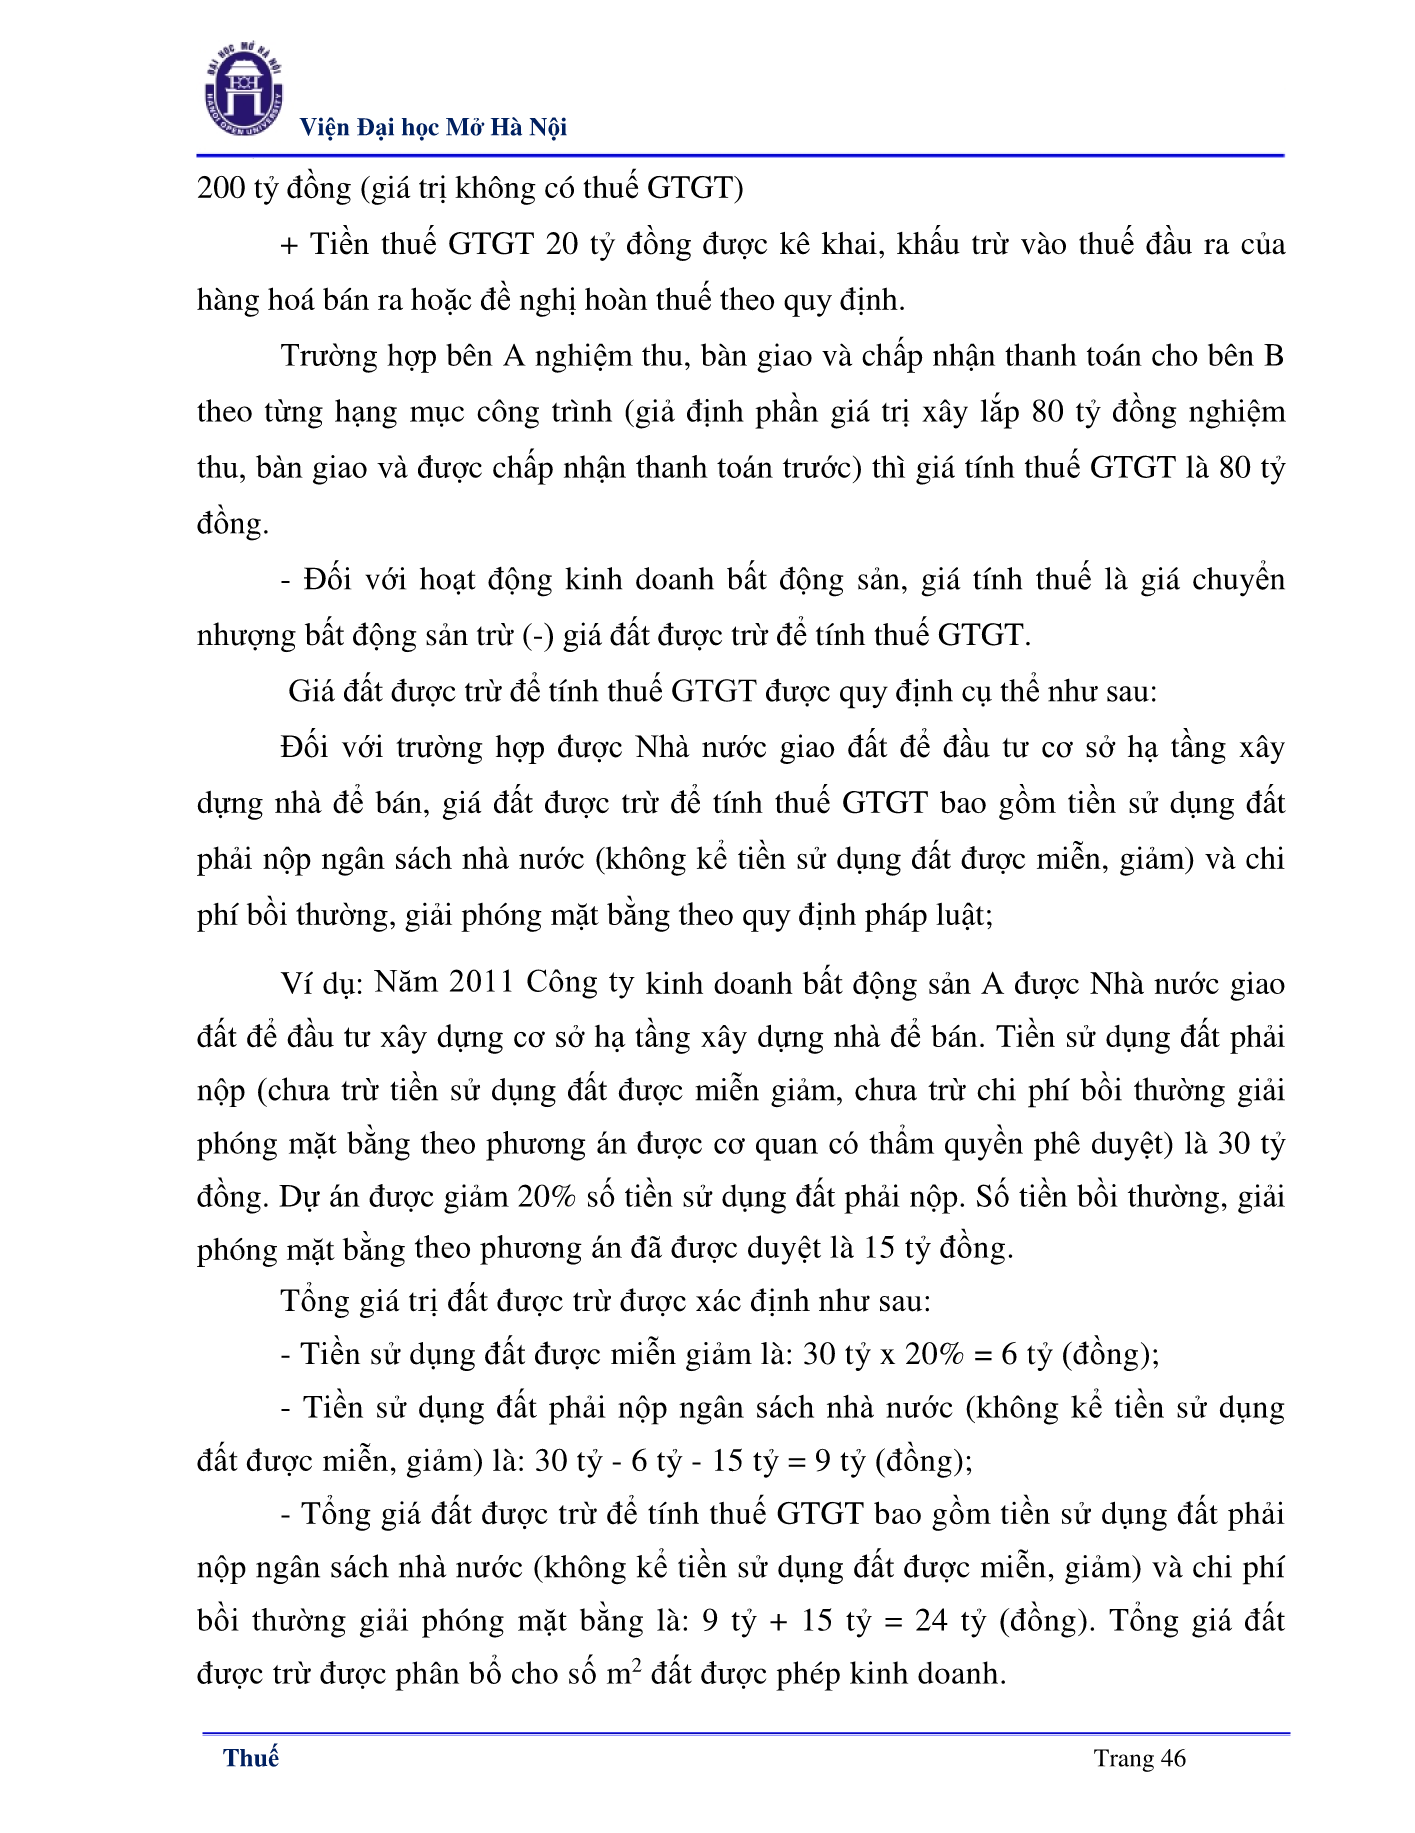 ĐẠI HỌC MỞ HÀ NỘI
HANOI OPEN UNIVERSITY
Viện Đại học Mở Hà Nội
200 tỷ đồng (giá trị không có thuế GTGT)
+ Tiền thuế GTGT 20 tỷ đồng được kê khai, khấu trừ vào thuế đầu ra của
hàng hoá bán ra hoặc đề nghị hoàn thuế theo quy định.
Trường hợp bên A nghiệm thu, bàn giao và chấp nhận thanh toán cho bên B
theo từng hạng mục công trình (giả định phần giá trị xây lắp 80 tỷ đồng nghiệm
thu, bàn giao và được chấp nhận thanh toán trước) thì giá tính thuế GTGT là 80 tỷ
đồng.
- Đối với hoạt động kinh doanh bất động sản, giá tính thuế là giá chuyển
nhượng bất động sản trừ (-) giá đất được trừ để tính thuế GTGT.
Giá đất được trừ để tính thuế GTGT được quy định cụ thể như sau:
Đối với trường hợp được Nhà nước giao đất để đầu tư cơ sở hạ tầng xây
dựng nhà để bán, giá đất được trừ để tính thuế GTGT bao gồm tiền sử dụng đất
phải nộp ngân sách nhà nước (không kể tiền sử dụng đất được miễn, giảm) và chi
phí bồi thường, giải phóng mặt bằng theo quy định pháp luật;
Ví dụ: Năm 2011 Công ty kinh doanh bất động sản A được Nhà nước giao
đất để đầu tư xây dựng cơ sở hạ tầng xây dựng nhà để bán. Tiền sử dụng đất phải
nộp (chưa trừ tiền sử dụng đất được miễn giảm, chưa trừ chi phí bồi thường giải
phóng mặt bằng theo phương án được cơ quan có thẩm quyền phê duyệt) là 30 tỷ
đồng. Dự án được giảm 20% số tiền sử dụng đất phải nộp. Số tiền bồi thường, giải
phóng mặt bằng theo phương án đã được duyệt là 15 tỷ đồng.
Tổng giá trị đất được trừ được xác định như sau:
- Tiền sử dụng đất được miễn giảm là: 30 tỷ x 20% = 6 tỷ (đồng);
- Tiền sử dụng đất phải nộp ngân sách nhà nước (không kể tiền sử dụng
đất được miễn, giảm) là: 30 tỷ - 6 tỷ - 15 tỷ = 9 tỷ (đồng);
- Tổng giá đất được trừ để tính thuế GTGT bao gồm tiền sử dụng đất phải
nộp ngân sách nhà nước (không kể tiền sử dụng đất được miễn, giảm) và chi phí
bồi thường giải phóng mặt bằng là: 9 tỷ + 15 tỷ = 24 tỷ (đồng). Tổng giá đất
được trừ được phân bổ cho số m² đất được phép kinh doanh.
Thuế
Trang 46